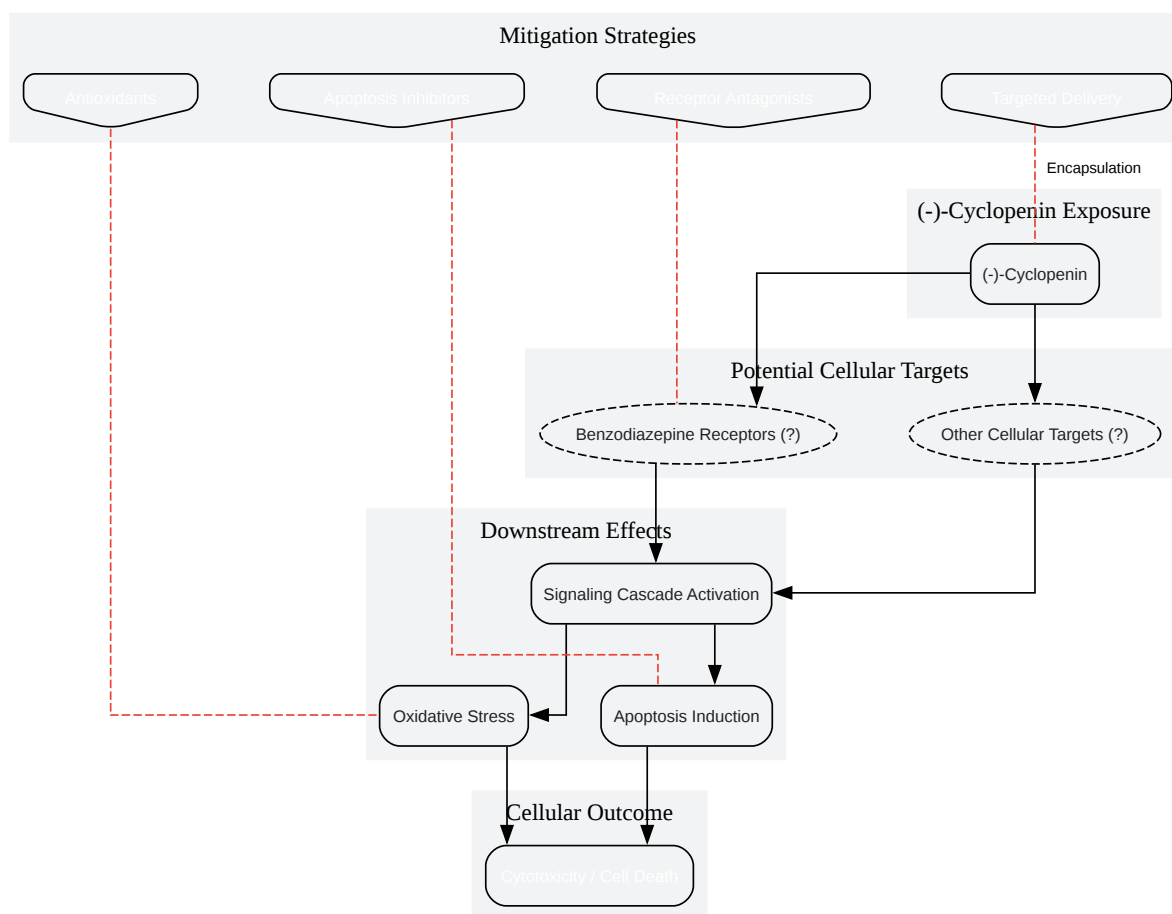 Mitigation Strategies
Antioxidants
Apoptosis Inhibitors
Receptor Antagonists
Targeted Delivery
Encapsulation
(-)-Cyclopenin Exposure
(-)-Cyclopenin
Potential Cellular Targets
Benzodiazepine Receptors (?)
Other Cellular Targets (?)
Downstream Effects
Signaling Cascade Activation
Oxidative Stress
Apoptosis Induction
Cellular Outcome
Cytotoxicity / Cell Death